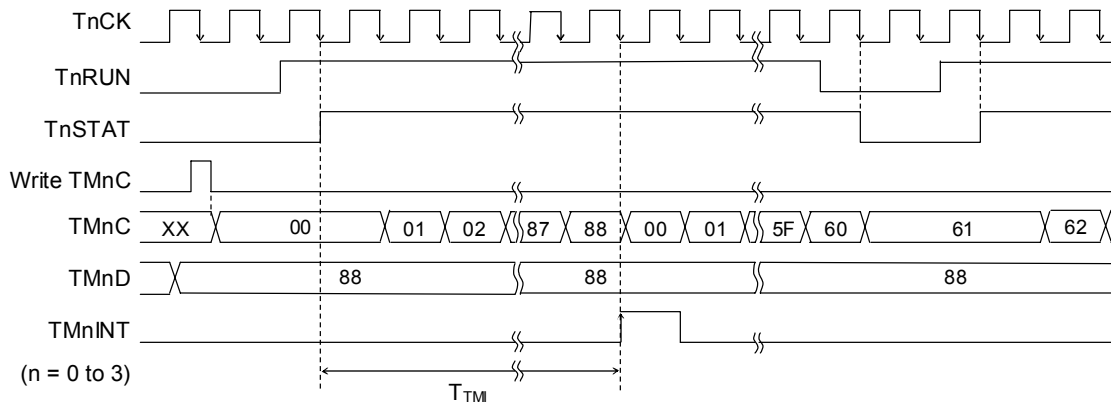 TnCK
TnRUN
TnSTAT
Write TMnC
TMnC XX 00 01 02 87 88 00 01 5F 60 61 62
TMnD 88 88 88
TMnINT
(n = 0 to 3)
TTMI